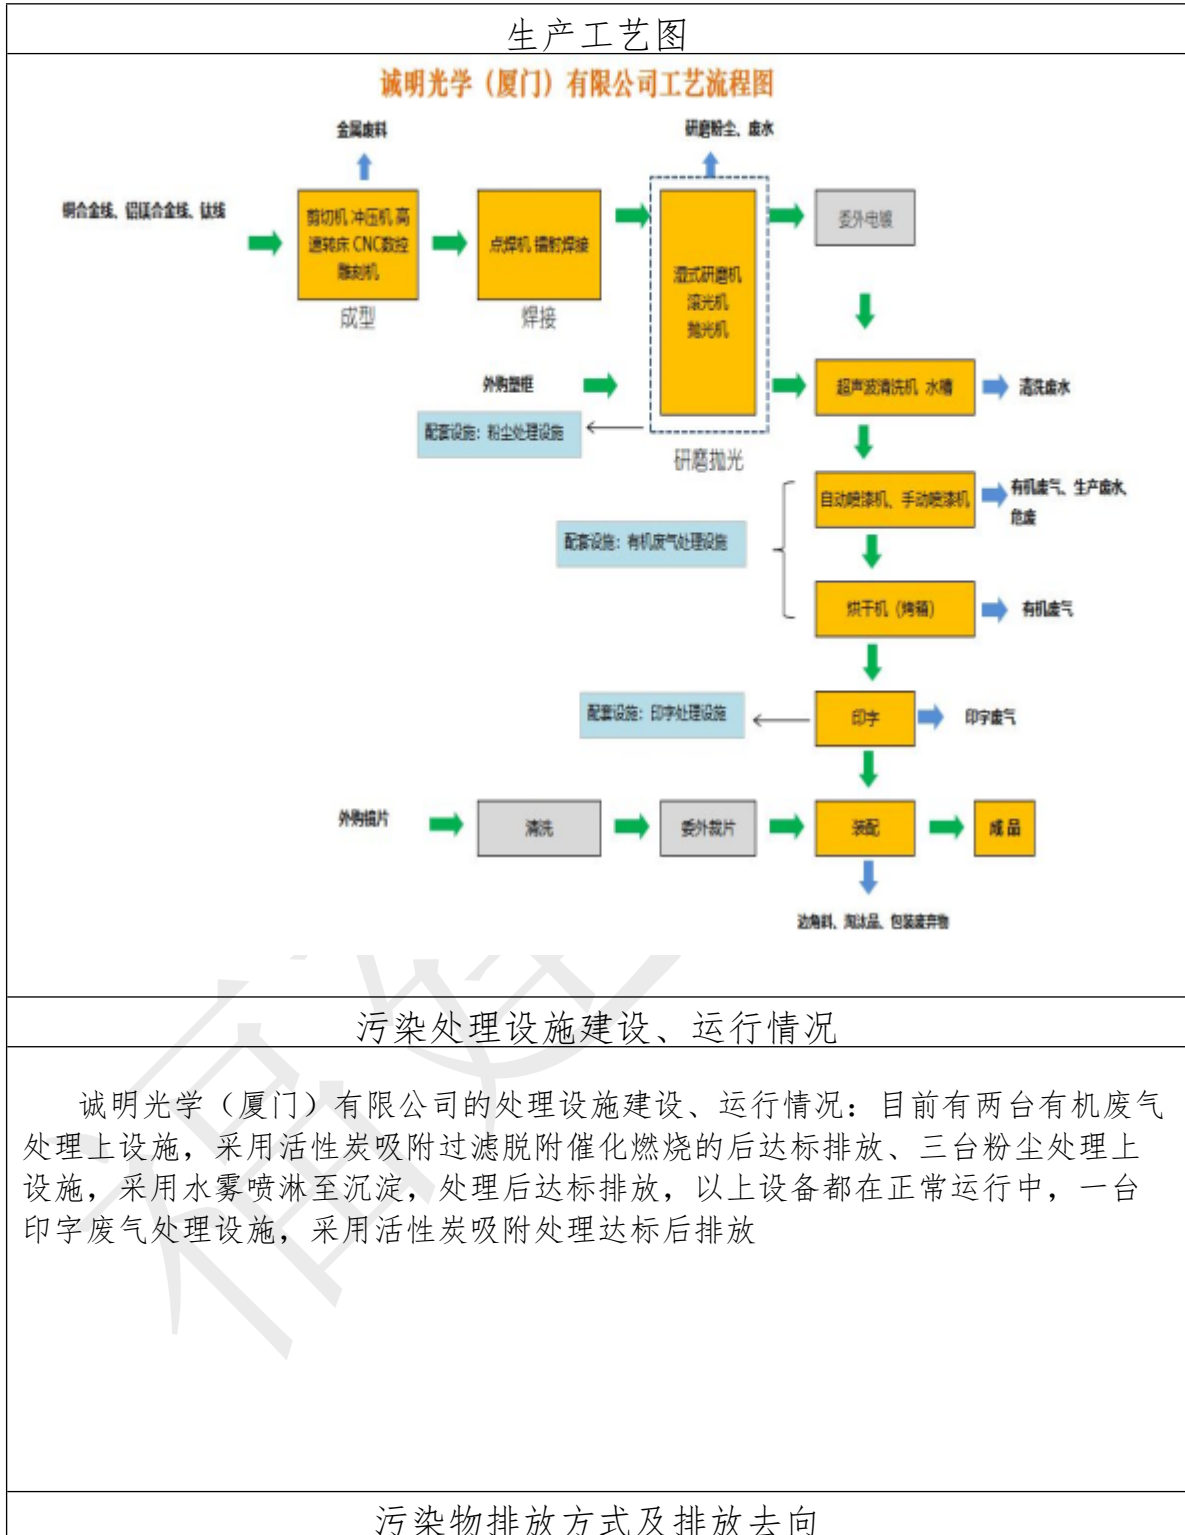 生产工艺图
诚明光学（厦门）有限公司工艺流程图
金属废料
研磨粉尘、废水
铜合金线、铝镁合金线、钛线
剪切机 冲压机 高
速转床 CNC数控
雕刻机
成型
点焊机 镭射焊接
焊接
湿式研磨机
滚光机
抛光机
研磨抛光
委外电镀
外购塑框
配套设施：粉尘处理设施
超声波清洗机 水槽
清洗废水
自动喷漆机、手动喷漆机
有机废气、生产废水、
危废
配套设施：有机废气处理设施
烘干机（烤箱）
有机废气
配套设施：印字处理设施
印字
印字废气
外购镜片
清洗
委外裁片
装配
成品
边角料、淘汰品、包装废弃物
污染处理设施建设、运行情况
诚明光学（厦门）有限公司的处理设施建设、运行情况：目前有两台有机废气
处理上设施，采用活性炭吸附过滤脱附催化燃烧的后达标排放、三台粉尘处理上
设施，采用水雾喷淋至沉淀，处理后达标排放，以上设备都在正常运行中，一台
印字废气处理设施，采用活性炭吸附处理达标后排放
污染物排放方式及排放去向
福建